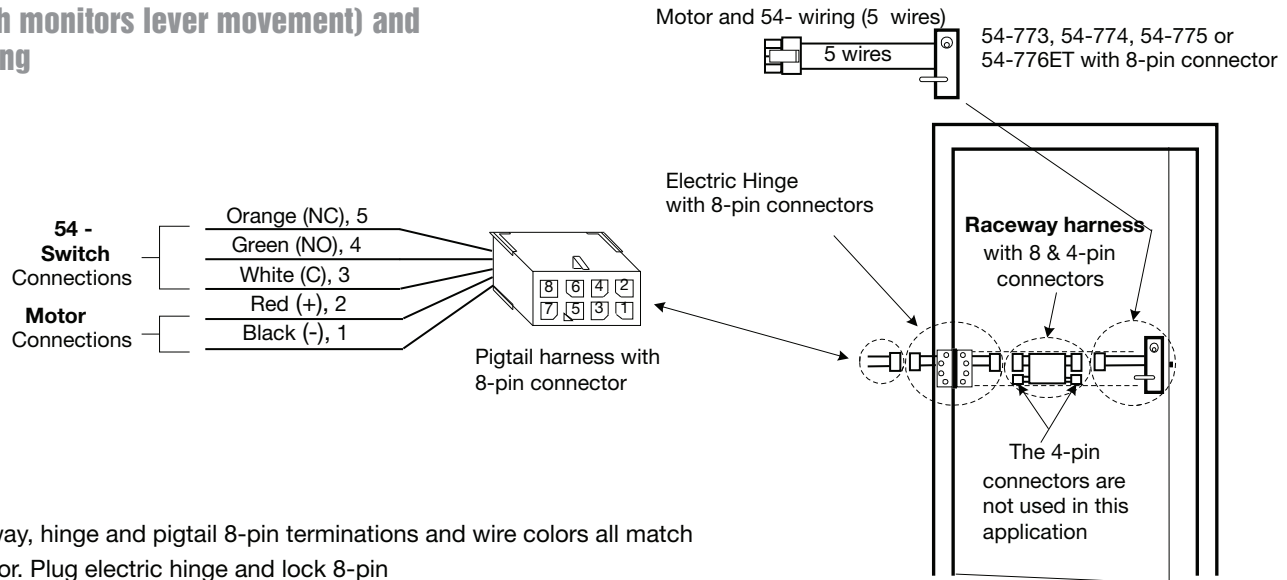 h monitors lever movement) and
ng
Motor and 54- wiring (5 wires)
5 wires
54-773, 54-774, 54-775 or
54-776ET with 8-pin connector
Electric Hinge
with 8-pin connectors
Raceway harness
with 8 & 4-pin
connectors
54 -
Switch
Connections
Orange (NC), 5
Green (NO), 4
White (C), 3
Motor
Connections
Red (+), 2
Black (-), 1
8 6 4 2
7 5 3 1
Pigtail harness with
8-pin connector
The 4-pin
connectors are
not used in this
application
vay, hinge and pigtail 8-pin terminations and wire colors all match
or. Plug electric hinge and lock 8-pin